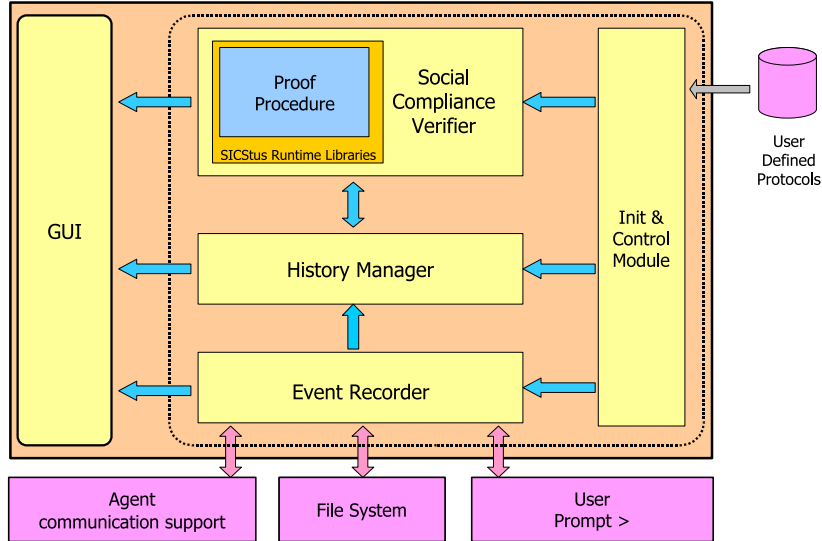 GUI
Proof
Procedure
SICStus Runtime Libraries
Social
Compliance
Verifier
History Manager
Event Recorder
Init &
Control
Module
User
Defined
Protocols
Agent
communication support
File System
User
Prompt >